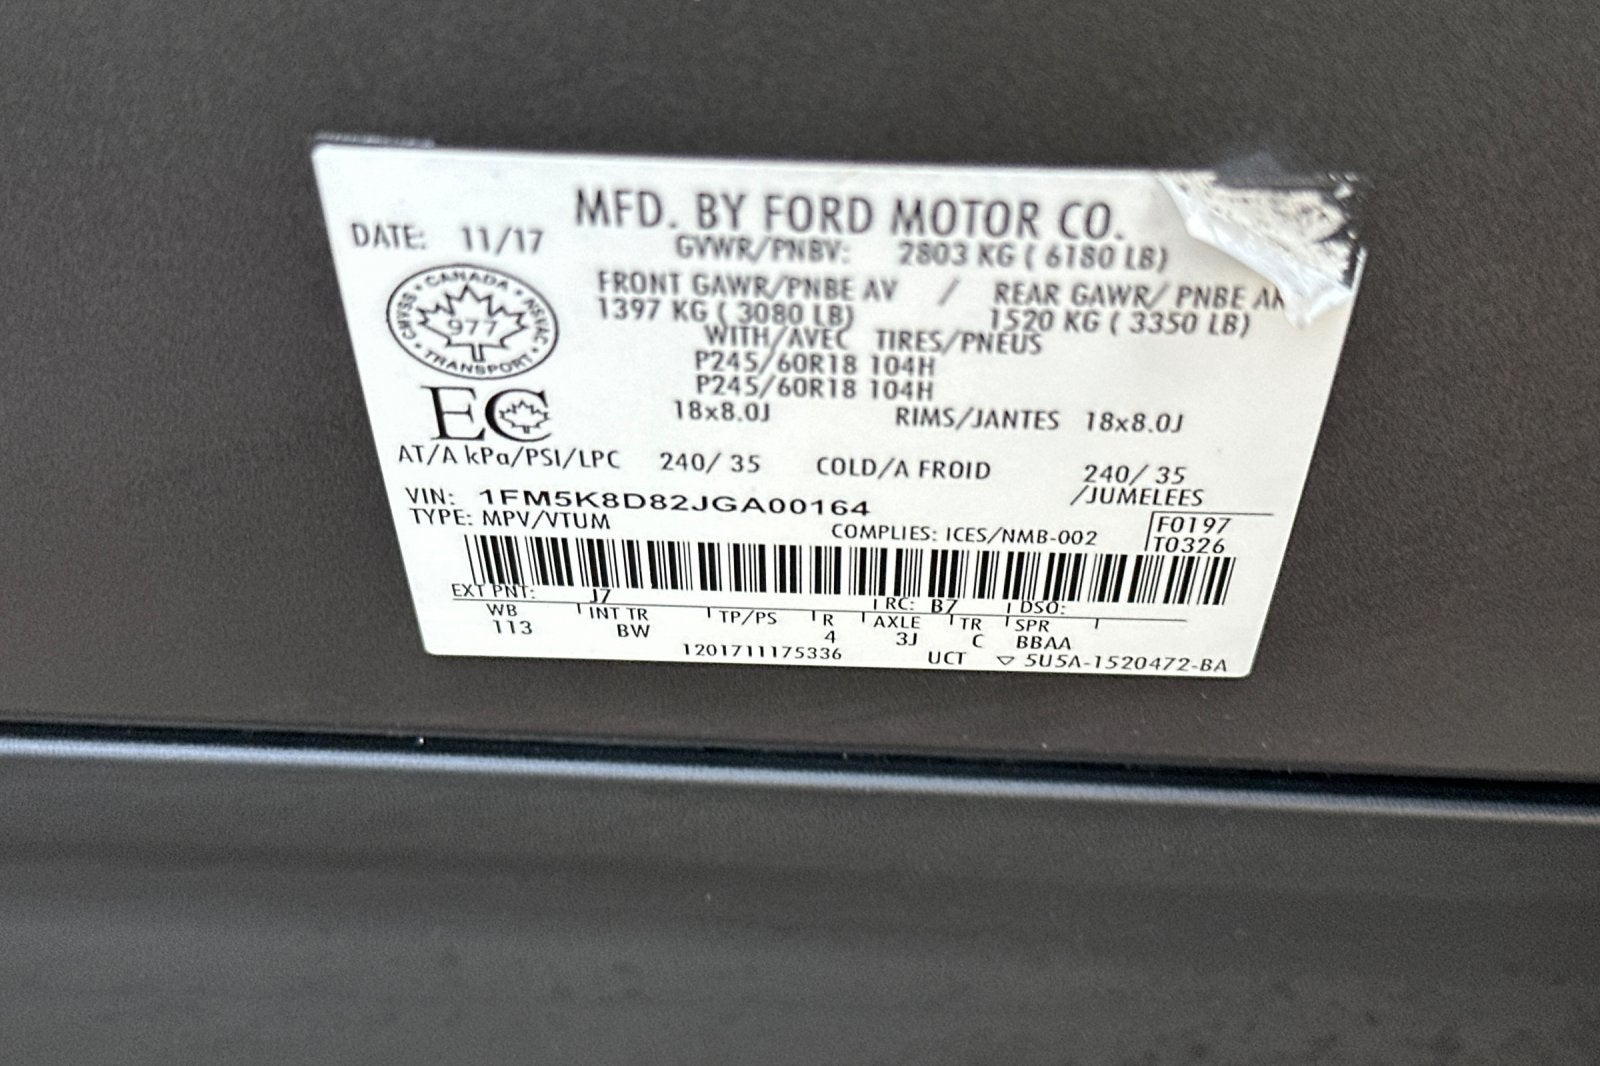 MFD. BY FORD MOTOR CO.
DATE: 11/17
GVWR/PNBV: 2803 KG ( 6180 LB)
FRONT GAWR/PNBE AV / REAR GAWR/ PNBE AR
1397 KG ( 3080 LB) 1520 KG ( 3350 LB)
WITH/AVEC TIRES/PNEUS
P245/60R18 104H
P245/60R18 104H
18x8.0J RIMS/JANTES 18x8.0J
CANADA
977
TRANSPORT
EC
AT/A kPa/PSI/LPC 240/ 35 COLD/A FROID 240/ 35
/JUMELEES
VIN: 1FM5K8D82JGA00164
TYPE: MPV/VTUM
COMPLIES: ICES/NMB-002
F0197
T0326
EXT PNT: J7 RC: B7 DSO:
WB INT TR TP/PS R AXLE TR SPR
113 BW 4 3J C BBAA
1201711175336 UCT ▽ 5U5A-1520472-BA